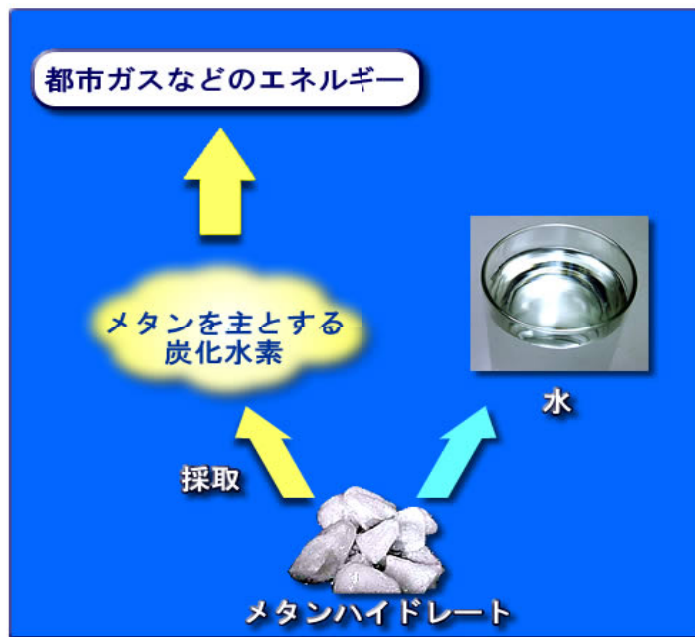 都市ガスなどのエネルギー
メタンを主とする
炭化水素
水
採取
メタンハイドレート